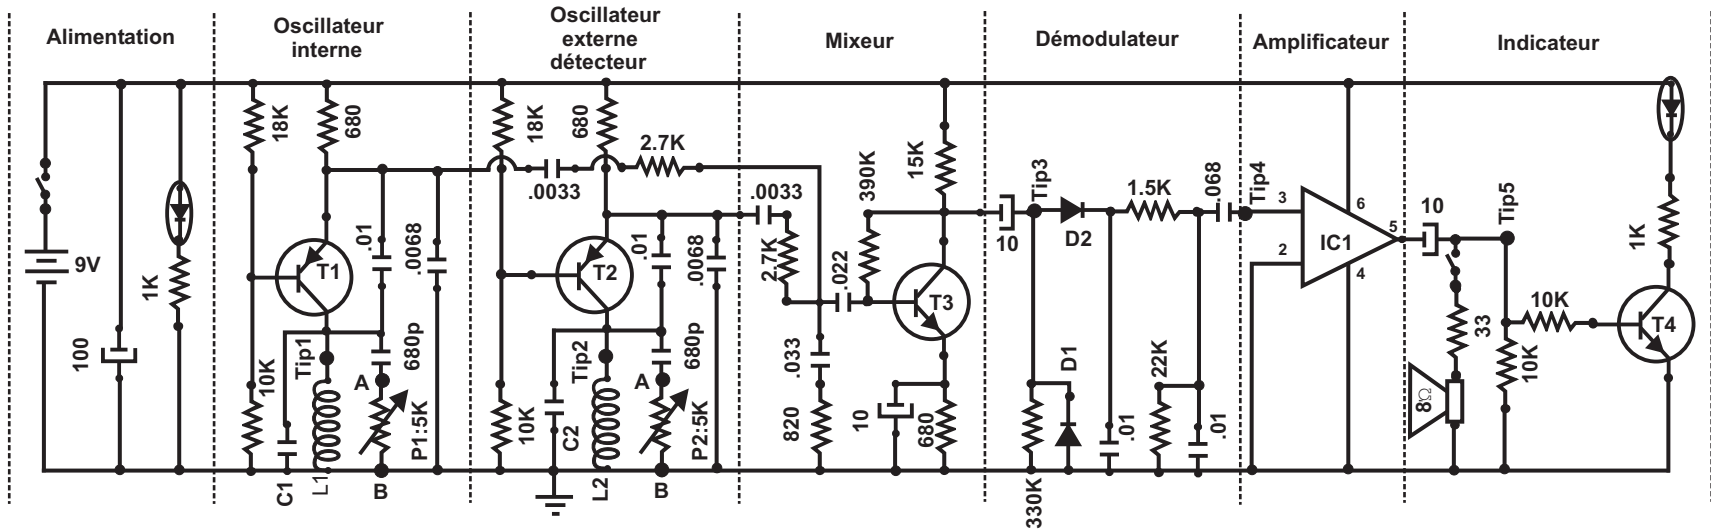 Alimentation
Oscillateur
interne
Oscillateur
externe
détecteur
Mixeur
Démodulateur
Amplificateur
Indicateur
9V
100
1K
18K
680
T1
.01
.0068
10K
Tip1
680p
A
P1:5K
C1
L1
B
18K
680
.0033
2.7K
T2
.01
.0068
10K
Tip2
680p
A
P2:5K
C2
L2
B
.0033
2.7K
.022
390K
15K
T3
.033
820
10
680
10
Tip3
D2
1.5K
.068
Tip4
D1
22K
.01
.01
330K
3
2
6
5
4
IC1
10
Tip5
33
8Ω
10K
10K
1K
T4